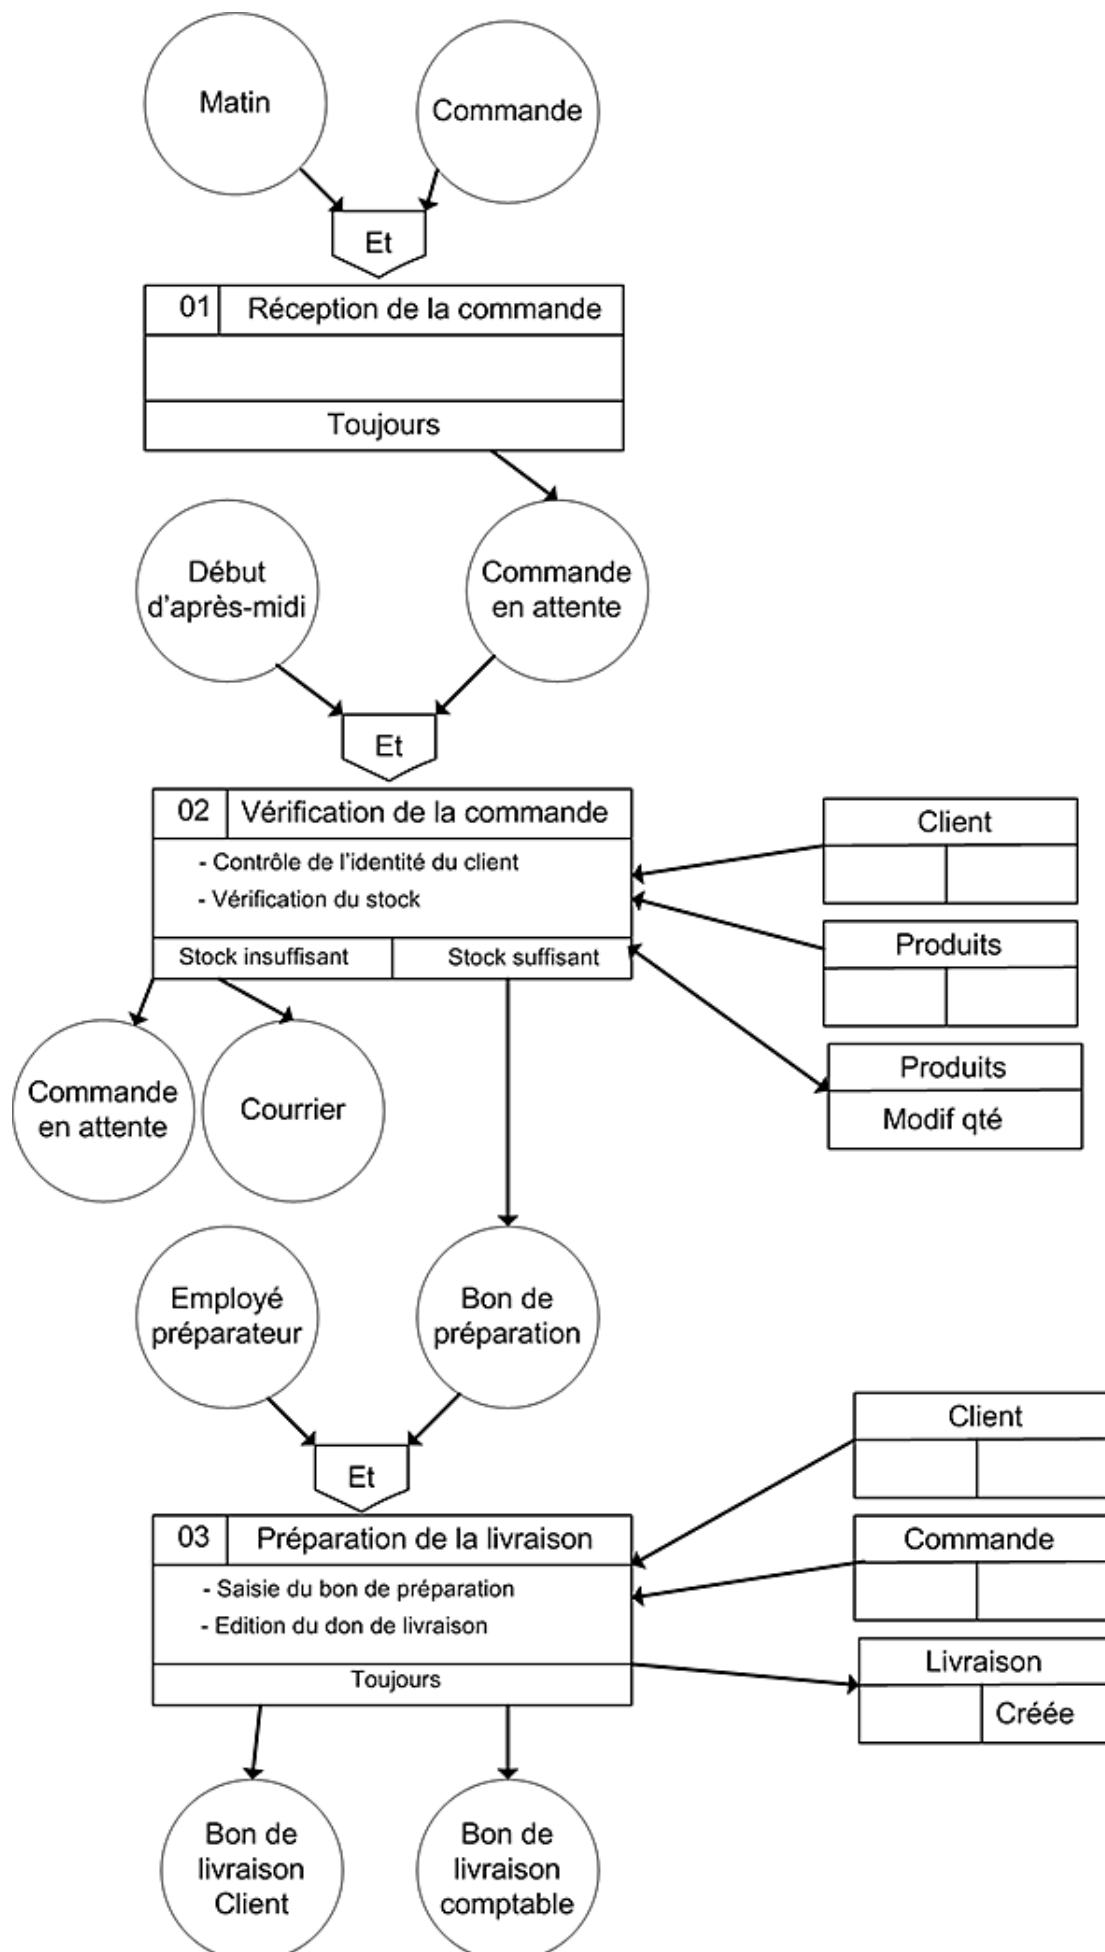 Matin
Commande
Et
01
Réception de la commande
Toujours
Début
d'après-midi
Commande
en attente
Et
02
Vérification de la commande
- Contrôle de l'identité du client
- Vérification du stock
Stock insuffisant
Stock suffisant
Client
Produits
Produits
Modif qté
Commande
en attente
Courrier
Employé
préparateur
Bon de
préparation
Et
03
Préparation de la livraison
- Saisie du bon de préparation
- Edition du don de livraison
Toujours
Client
Commande
Livraison
Créée
Bon de
livraison
Client
Bon de
livraison
comptable